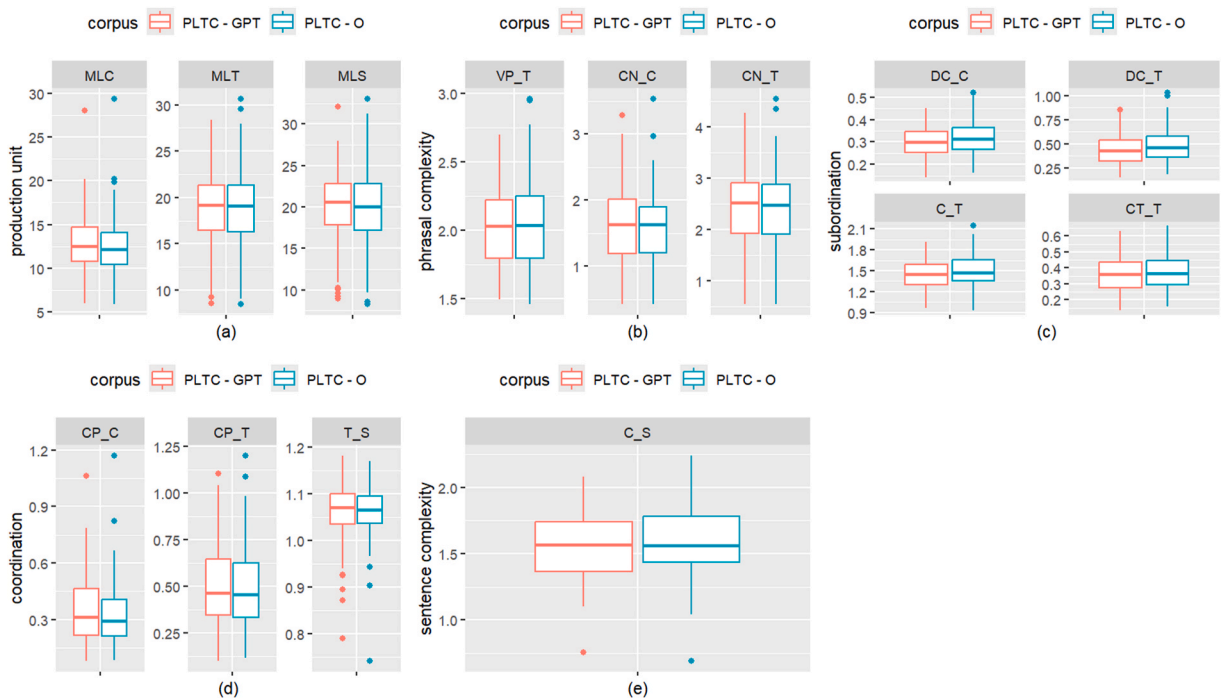 corpus PLTC - GPT PLTC - O
MLC MLT MLS
production unit
30
25
20
15
10
5
30
25
20
15
10
30
25
20
15
10
(a)
corpus PLTC - GPT PLTC - O
VP_T CN_C CN_T
phrasal complexity
3.0
2.5
2.0
1.5
3
2
1
4
3
2
1
(b)
corpus PLTC - GPT PLTC - O
DC_C DC_T
subordination
0.5
0.4
0.3
0.2
1.00
0.75
0.50
0.25
C_T CT_T
2.1
1.8
1.5
1.2
0.9
0.6
0.5
0.4
0.3
0.2
(c)
corpus PLTC - GPT PLTC - O
CP_C CP_T T_S
coordination
1.2
0.9
0.6
0.3
1.25
1.00
0.75
0.50
0.25
1.2
1.1
1.0
0.9
0.8
(d)
corpus PLTC - GPT PLTC - O
C_S
sentence complexity
2.0
1.5
1.0
(e)